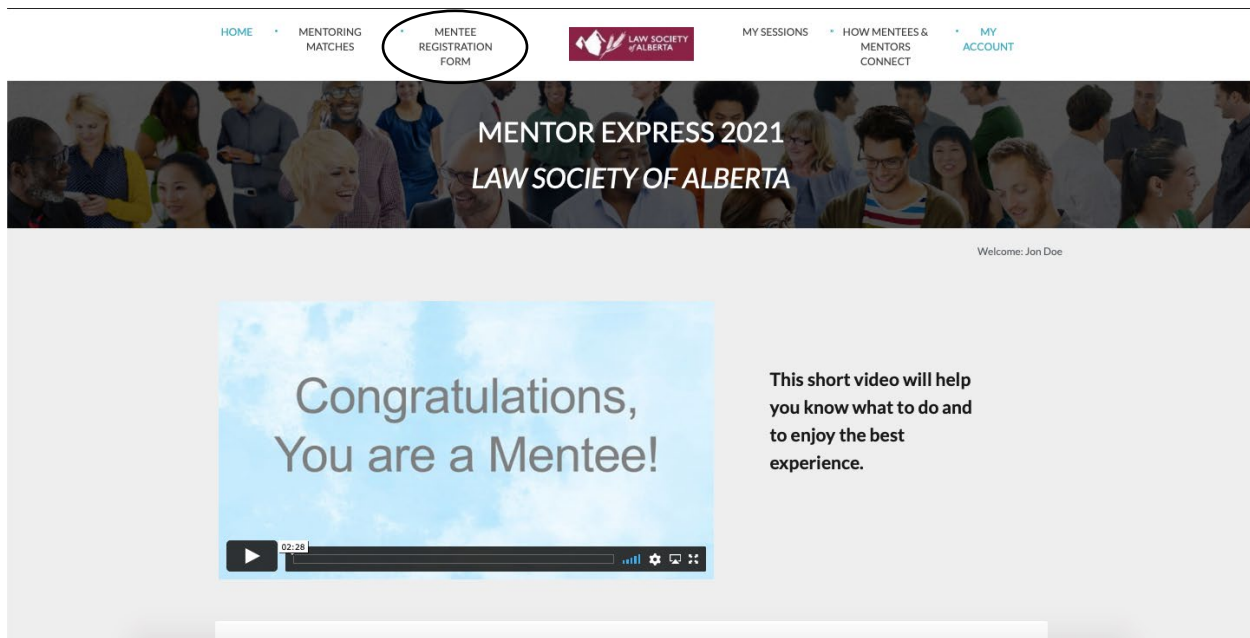 HOME
MENTORING
MATCHES
MENTEE
REGISTRATION
FORM
LAW SOCIETY
of ALBERTA
MY SESSIONS
HOW MENTEES &
MENTORS
CONNECT
MY
ACCOUNT
MENTOR EXPRESS 2021
LAW SOCIETY OF ALBERTA
Welcome: Jon Doe
Congratulations,
You are a Mentee!
02:28
This short video will help
you know what to do and
to enjoy the best
experience.